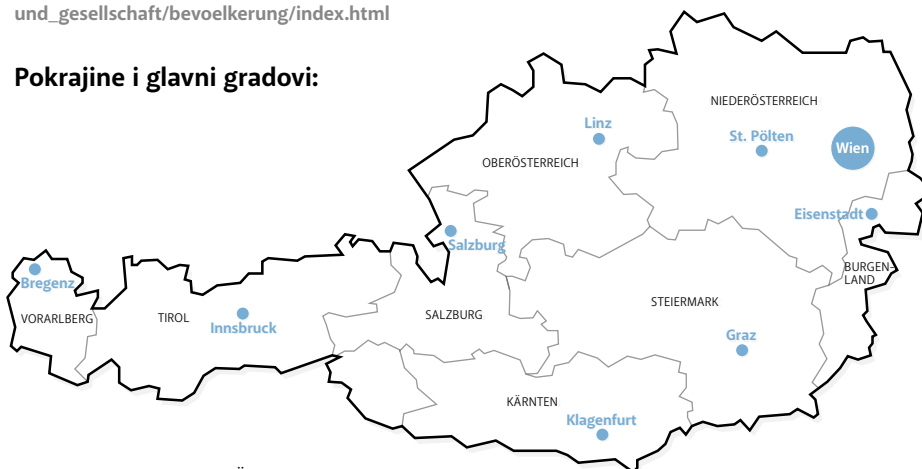 und_gesellschaft/bevoelkerung/index.html
Pokrajine i glavni gradovi:
NIEDERÖSTERREICH
Linz
St. Pölten
Wien
OBERÖSTERREICH
Eisenstadt
Salzburg
BURGEN-
LAND
Bregenz
STEIERMARK
VORARLBERG
TIROL
Innsbruck
SALZBURG
Graz
KÄRNTEN
Klagenfurt